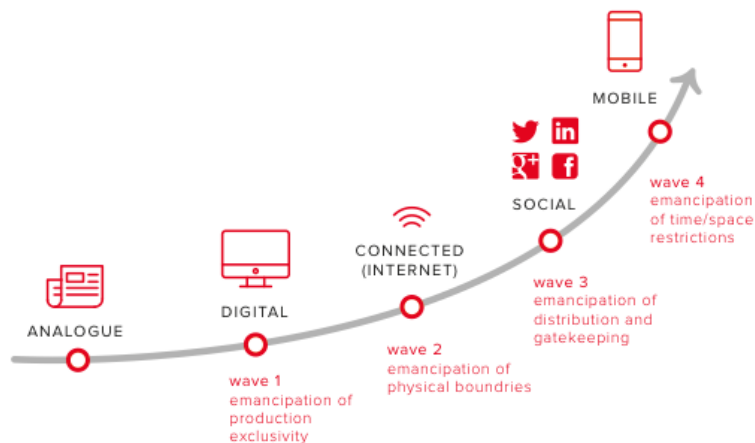 MOBILE
SOCIAL
CONNECTED
(INTERNET)
DIGITAL
ANALOGUE
wave 1
emancipation of
production
exclusivity
wave 2
emancipation of
physical boundries
wave 3
emancipation of
distribution and
gatekeeping
wave 4
emancipation
of time/space
restrictions
in
g+
f